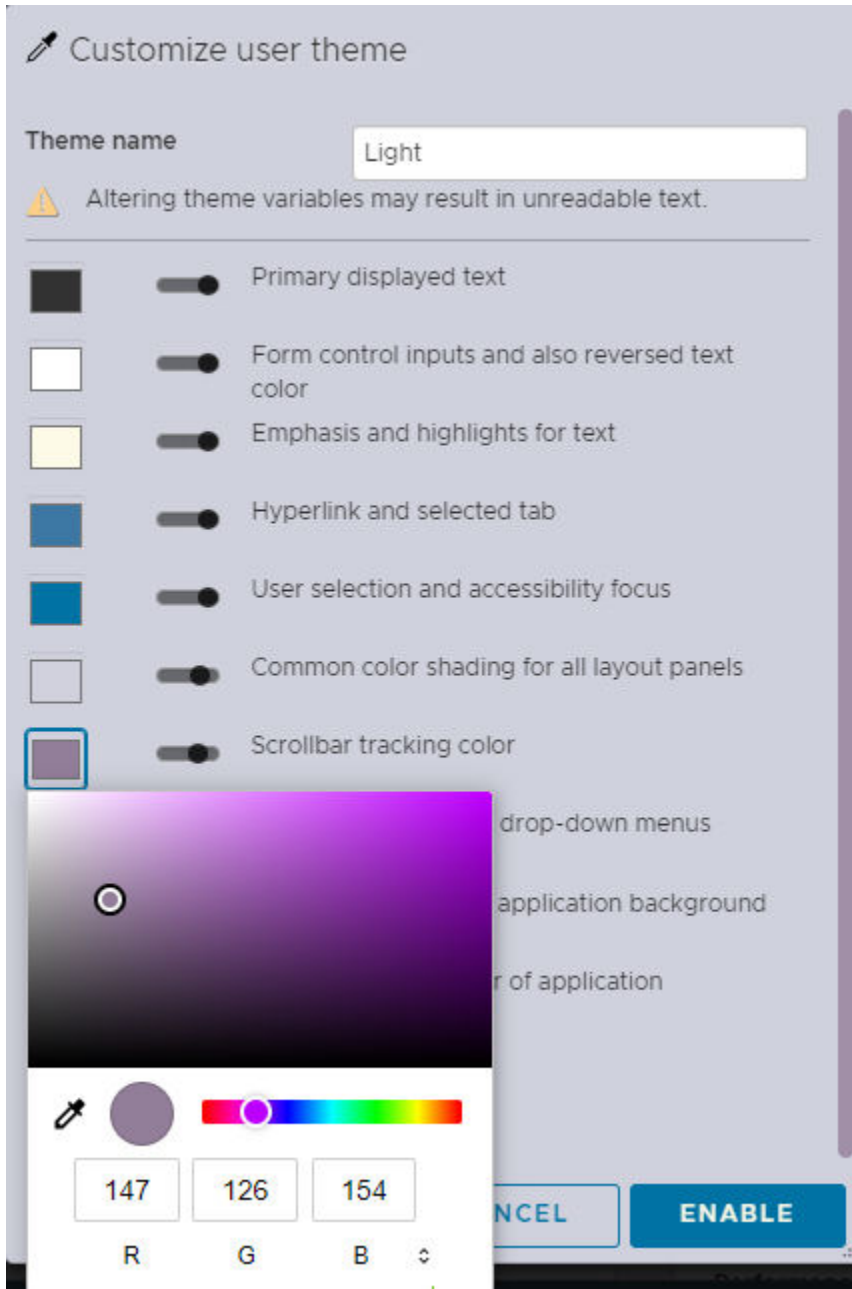 Customize user theme
Theme name
Light
Altering theme variables may result in unreadable text.
Primary displayed text
Form control inputs and also reversed text
color
Emphasis and highlights for text
Hyperlink and selected tab
User selection and accessibility focus
Common color shading for all layout panels
Scrollbar tracking color
drop-down menus
application background
r of application
147 126 154
R G B
NCEL
ENABLE